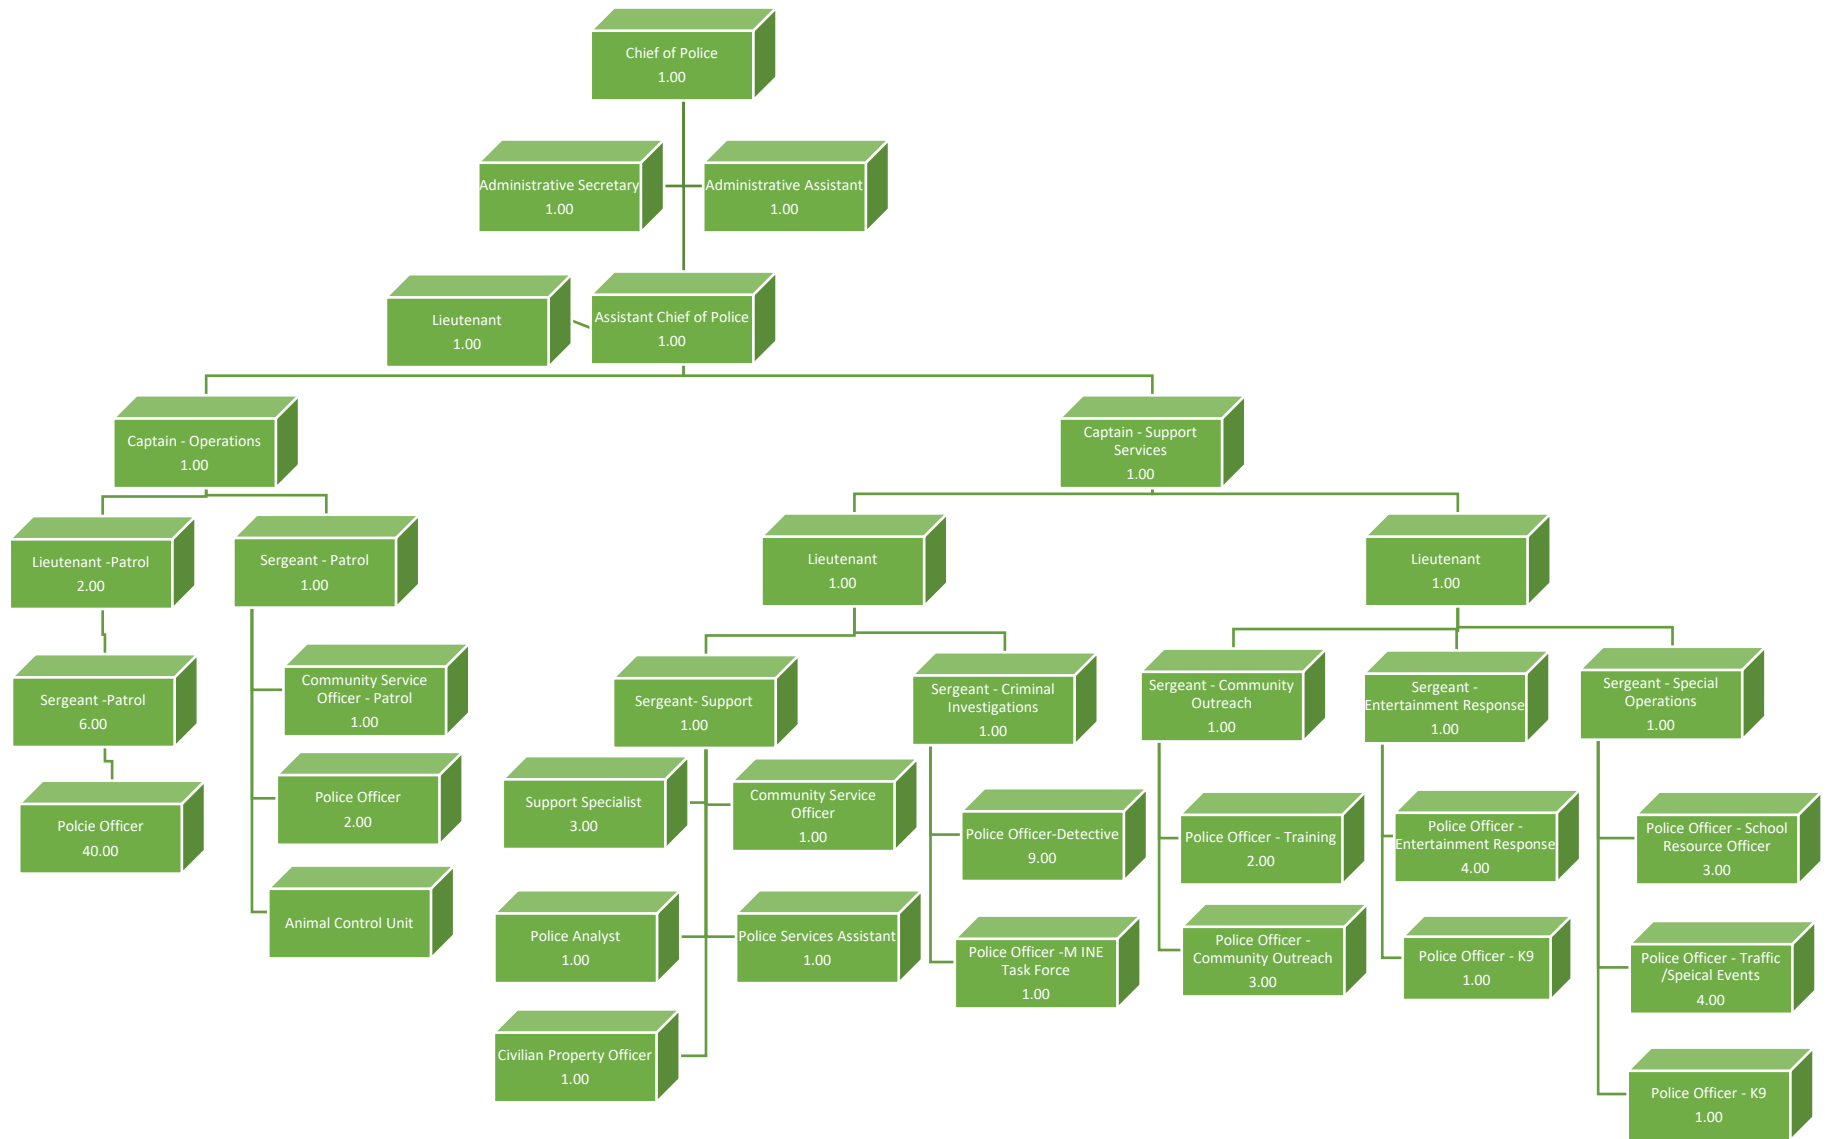 Chief of Police
1.00
Administrative Secretary
1.00
Administrative Assistant
1.00
Lieutenant
1.00
Assistant Chief of Police
1.00
Captain - Operations
1.00
Captain - Support
Services
1.00
Lieutenant -Patrol
2.00
Sergeant - Patrol
1.00
Lieutenant
1.00
Lieutenant
1.00
Sergeant -Patrol
6.00
Polcie Officer
40.00
Community Service
Officer - Patrol
1.00
Police Officer
2.00
Animal Control Unit
Sergeant- Support
1.00
Support Specialist
3.00
Community Service
Officer
1.00
Police Analyst
1.00
Police Services Assistant
1.00
Civilian Property Officer
1.00
Sergeant - Criminal
Investigations
1.00
Police Officer-Detective
9.00
Police Officer -M INE
Task Force
1.00
Sergeant - Community
Outreach
1.00
Police Officer - Training
2.00
Police Officer -
Community Outreach
3.00
Sergeant -
Entertainment Response
1.00
Police Officer -
Entertainment Response
4.00
Police Officer - K9
1.00
Sergeant - Special
Operations
1.00
Police Officer - School
Resource Officer
3.00
Police Officer - Traffic
/Speical Events
4.00
Police Officer - K9
1.00